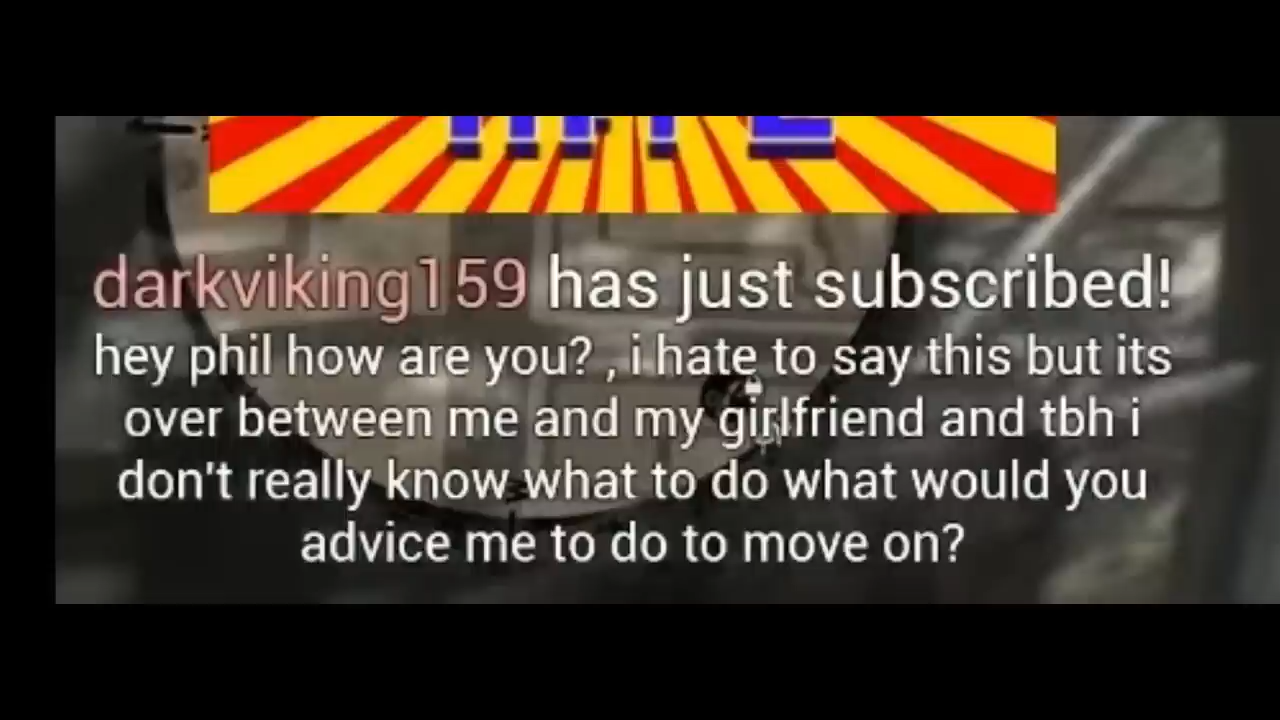 darkviking159 has just subscribed!
hey phil how are you? , i hate to say this but its
over between me and my girlfriend and tbh i
don't really know what to do what would you
advice me to do to move on?